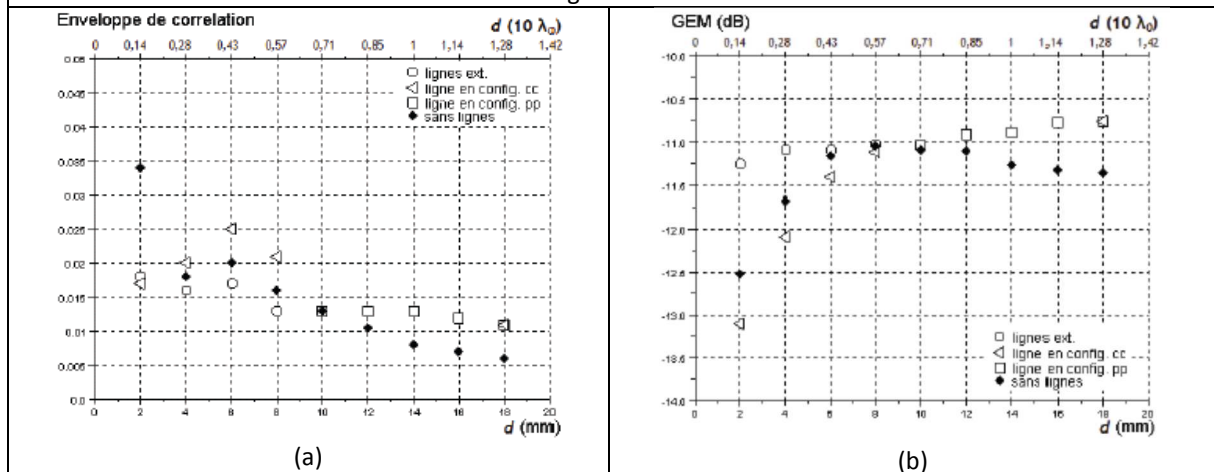 Enveloppe de correlation
d (10 λ₀)
0 0,14 0,28 0,43 0,57 0,71 0,85 1 1,14 1,28 1,42
0.05
0.045
0.04
0.035
0.03
0.025
0.02
0.015
0.01
0.005
0.0
lignes ext.
ligne en config. cc
ligne en config. pp
sans lignes
0 2 4 6 8 10 12 14 16 18 20
d (mm)
(a)
GEM (dB)
d (10 λ₀)
0 0,14 0,28 0,43 0,57 0,71 0,85 1 1,14 1,28 1,42
-10.0
-10.5
-11.0
-11.5
-12.0
-12.5
-13.0
-13.5
-14.0
lignes ext.
ligne en config. cc
ligne en config. pp
sans lignes
0 2 4 6 8 10 12 14 16 18 20
d (mm)
(b)